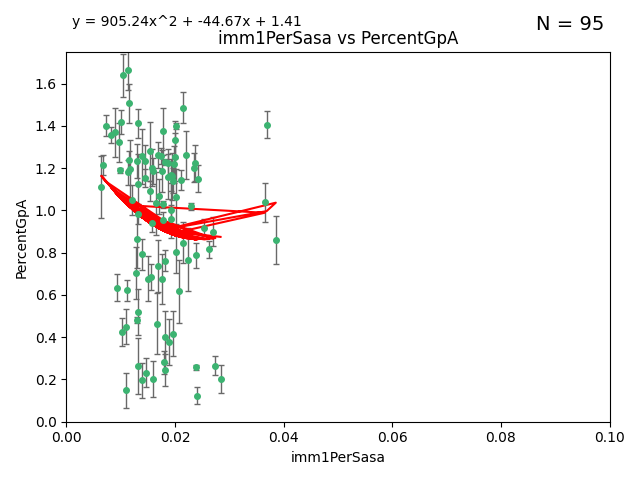 y = 905.24x^2 + -44.67x + 1.41
N = 95
imm1PerSasa vs PercentGpA
PercentGpA
1.6
1.4
1.2
1.0
0.8
0.6
0.4
0.2
0.0
0.00 0.02 0.04 0.06 0.08 0.10
imm1PerSasa